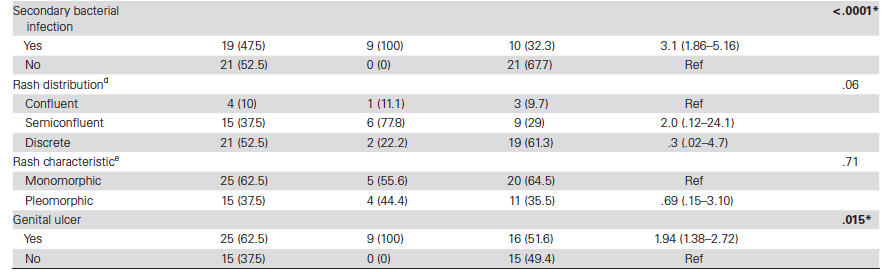 Secondary bacterial <.0001*
infection
Yes 19 (47.5) 9 (100) 10 (32.3) 3.1 (1.86–5.16)
No 21 (52.5) 0 (0) 21 (67.7) Ref
Rash distributionᵈ .06
Confluent 4 (10) 1 (11.1) 3 (9.7) Ref
Semiconfluent 15 (37.5) 6 (77.8) 9 (29) 2.0 (.12–24.1)
Discrete 21 (52.5) 2 (22.2) 19 (61.3) .3 (.02–4.7)
Rash characteristicᵉ .71
Monomorphic 25 (62.5) 5 (55.6) 20 (64.5) Ref
Pleomorphic 15 (37.5) 4 (44.4) 11 (35.5) .69 (.15–3.10)
Genital ulcer .015*
Yes 25 (62.5) 9 (100) 16 (51.6) 1.94 (1.38–2.72)
No 15 (37.5) 0 (0) 15 (49.4) Ref